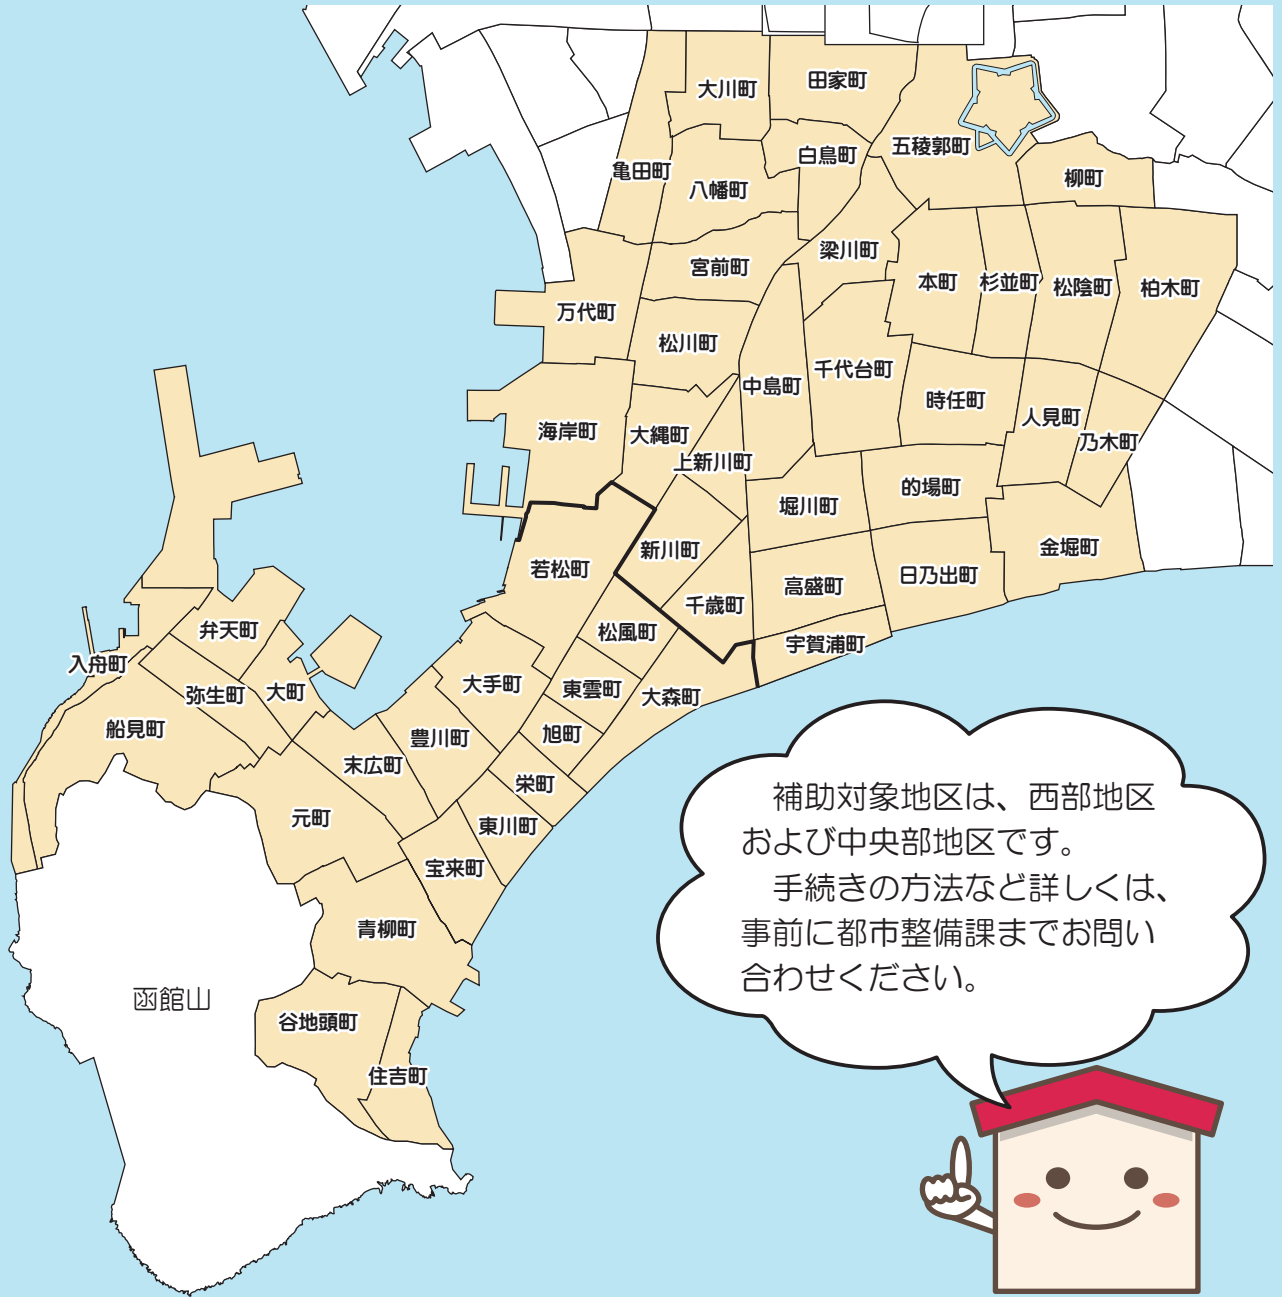 大川町
田家町
五稜郭町
白鳥町
亀田町
八幡町
柳町
梁川町
宮前町
本町
杉並町
松陰町
柏木町
万代町
松川町
千代台町
中島町
時任町
人見町
乃木町
海岸町
大縄町
上新川町
的場町
堀川町
金堀町
若松町
新川町
高盛町
日乃出町
千歳町
弁天町
松風町
宇賀浦町
入舟町
弥生町
大町
大手町
東雲町
大森町
船見町
豊川町
旭町
末広町
栄町
元町
東川町
宝来町
青柳町
函館山
谷地頭町
住吉町
補助対象地区は、西部地区
および中央部地区です。
手続きの方法など詳しくは、
事前に都市整備課までお問い
合わせください。